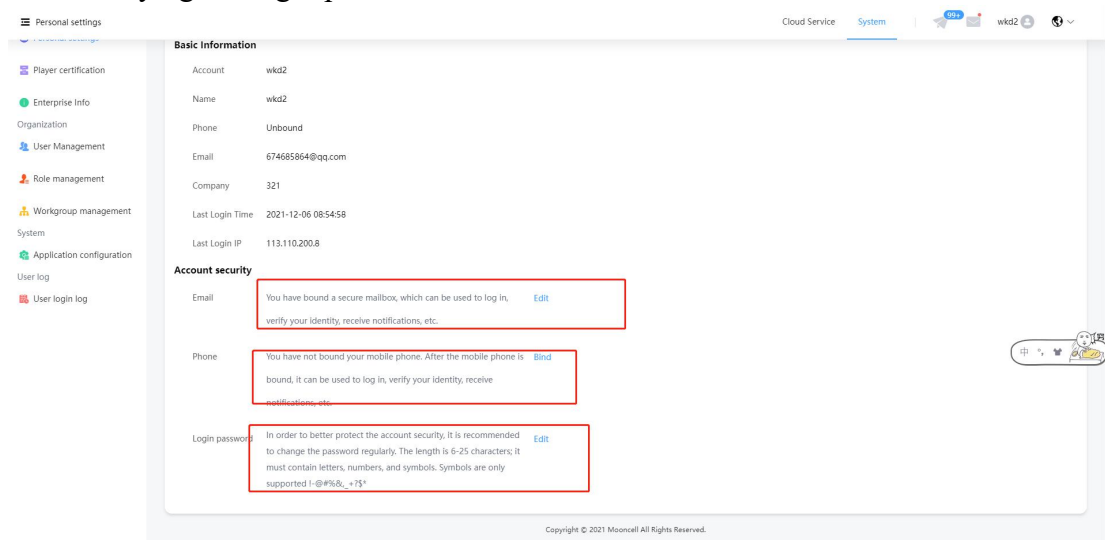 Personal settings
Cloud Service
System
99+
wkd2
Player certification
Enterprise Info
Organization
User Management
Role management
Workgroup management
System
Application configuration
User log
User login log
Basic Information
Account wkd2
Name wkd2
Phone Unbound
Email 674685864@qq.com
Company 321
Last Login Time 2021-12-06 08:54:58
Last Login IP 113.110.200.8
Account security
Email You have bound a secure mailbox, which can be used to log in, Edit
verify your identity, receive notifications, etc.
Phone You have not bound your mobile phone. After the mobile phone is Bind
bound, it can be used to log in, verify your identity, receive
notifications, etc.
Login password In order to better protect the account security, it is recommended Edit
to change the password regularly. The length is 6-25 characters; it
must contain letters, numbers, and symbols. Symbols are only
supported !-@#%&,_+?$*
中
Copyright © 2021 Mooncell All Rights Reserved.